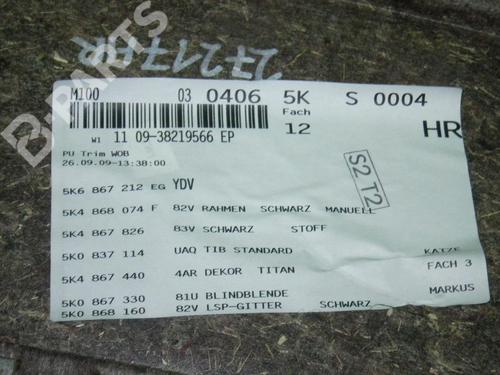 27217FR
B-PARTS
M100 03 0406 5K S 0004
Fach
12 HR
W1 11 09-38219566 EP
PU Trim WOB
26.09.09-13:38:00
S2 T2
5K6 867 212 EG YDV
5K4 868 074 F 82V RAHMEN SCHWARZ MANUELL
5K4 867 826 83V SCHWARZ STOFF
5K0 837 114 UAQ TIB STANDARD KATZE
5K4 867 440 4AR DEKOR TITAN FACH 3
5K0 867 330 81U BLINDBLENDE MARKUS
5K0 868 160 82V LSP-GITTER SCHWARZ